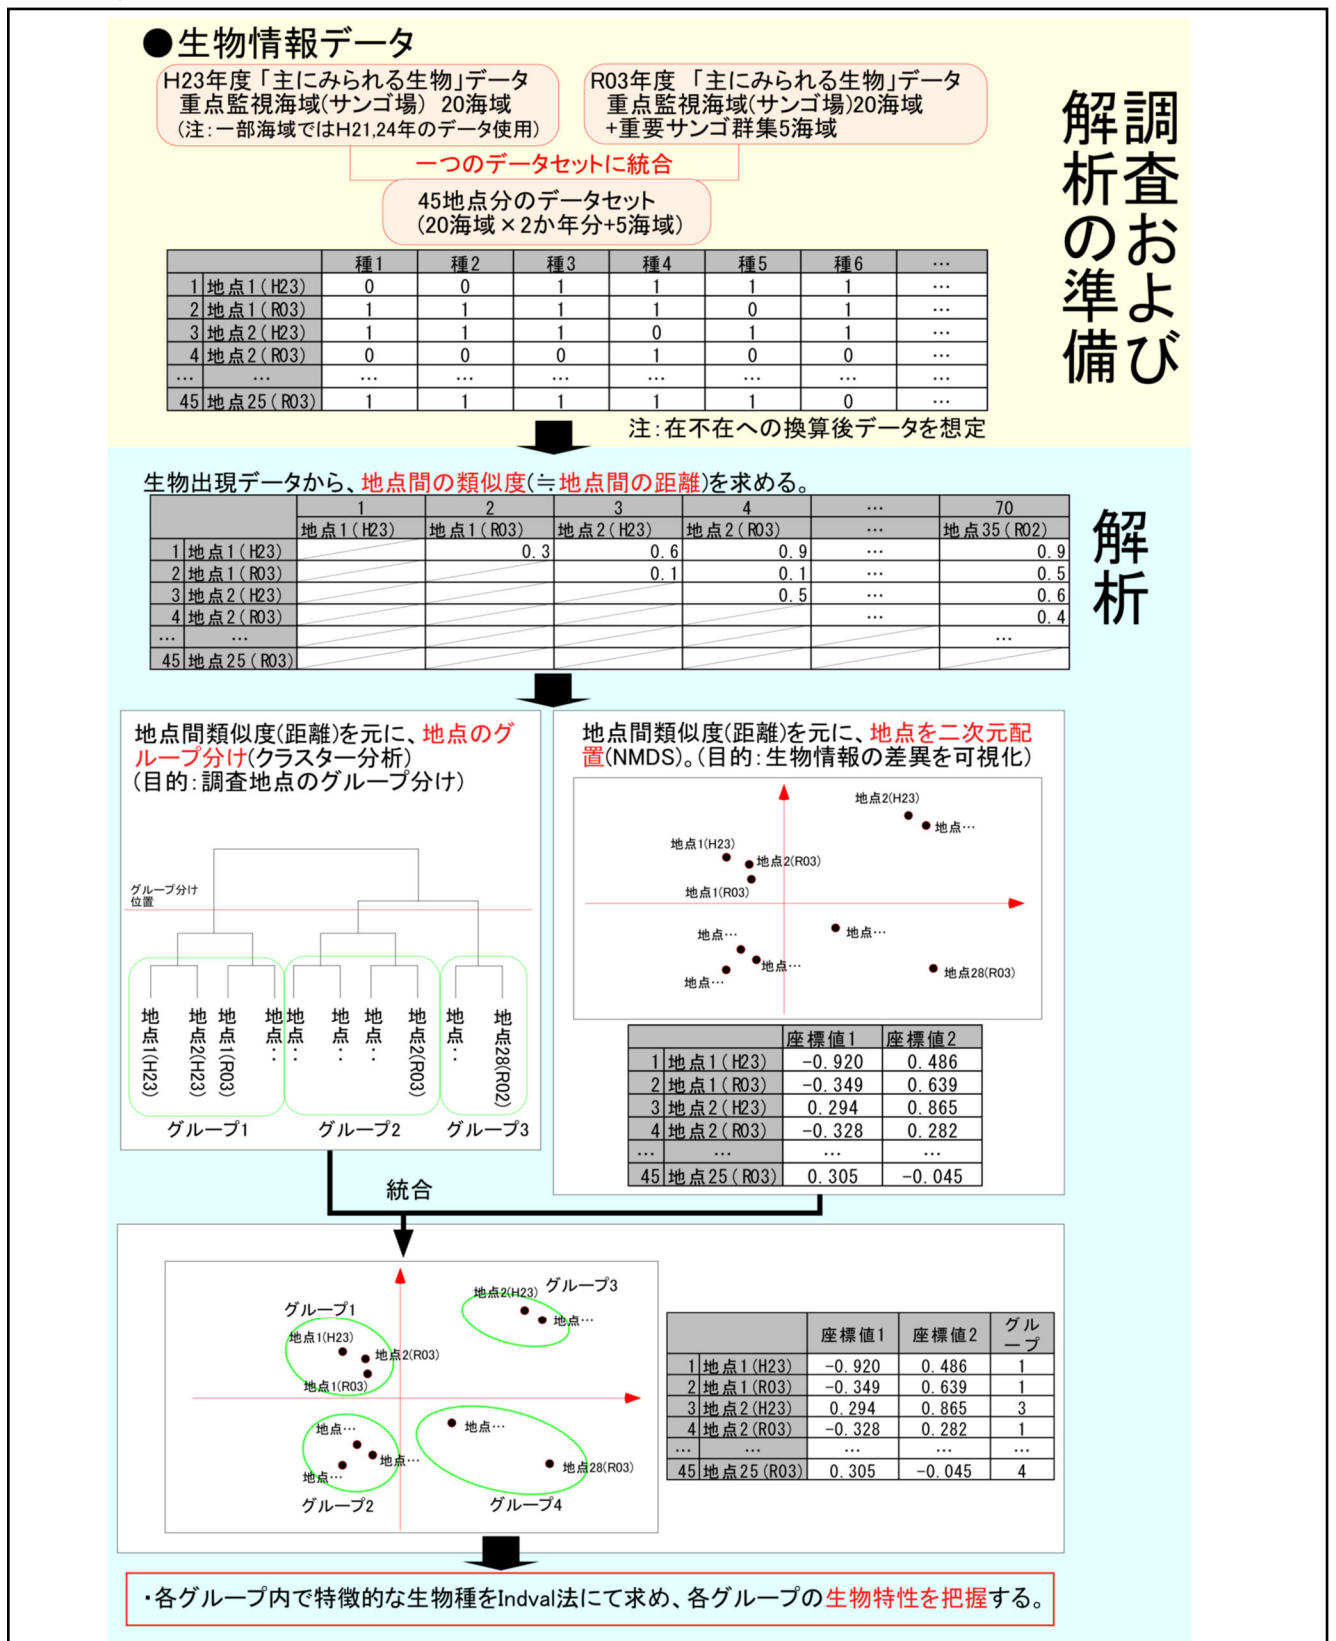 ●生物情報データ
H23年度「主にみられる生物」データ
重点監視海域(サンゴ場) 20海域
(注:一部海域ではH21,24年のデータ使用)
R03年度 「主にみられる生物」データ
重点監視海域(サンゴ場)20海域
+重要サンゴ群集5海域
一つのデータセットに統合
45地点分のデータセット
(20海域×2か年分+5海域)
調査および
解析の準備
種1 種2 種3 種4 種5 種6 …
1 地点1(H23) 0 0 1 1 1 1 …
2 地点1(R03) 1 1 1 1 0 1 …
3 地点2(H23) 1 1 1 0 1 1 …
4 地点2(R03) 0 0 0 1 0 0 …
… … … … … … … … …
45 地点25(R03) 1 1 1 1 1 0 …
注:在不在への換算後データを想定
生物出現データから、地点間の類似度(≒地点間の距離)を求める。
解析
1 2 3 4 … 70
地点1(H23) 地点1(R03) 地点2(H23) 地点2(R03) … 地点35(R02)
1 地点1(H23) 0.3 0.6 0.9 … 0.9
2 地点1(R03) 0.1 0.1 … 0.5
3 地点2(H23) 0.5 … 0.6
4 地点2(R03) … 0.4
… … …
45 地点25(R03)
地点間類似度(距離)を元に、地点のグ
ループ分け(クラスター分析)
(目的:調査地点のグループ分け)
グループ分け
位置
地点1(H23)
地点2(H23)
地点1(R03)
地点‥
地点‥
地点‥
地点‥
地点2(R03)
地点‥
地点28(R02)
グループ1
グループ2
グループ3
地点間類似度(距離)を元に、地点を二次元配
置(NMDS)。(目的:生物情報の差異を可視化)
地点2(H23)
地点…
地点1(H23)
地点2(R03)
地点1(R03)
地点…
地点…
地点…
地点…
地点28(R03)
座標値1 座標値2
1 地点1(H23) -0.920 0.486
2 地点1(R03) -0.349 0.639
3 地点2(H23) 0.294 0.865
4 地点2(R03) -0.328 0.282
… … … …
45 地点25(R03) 0.305 -0.045
統合
地点2(H23)
グループ3
地点…
グループ1
地点1(H23)
地点2(R03)
地点1(R03)
地点…
地点…
地点…
地点…
地点28(R03)
グループ2
グループ4
座標値1 座標値2 グル
ープ
1 地点1(H23) -0.920 0.486 1
2 地点1(R03) -0.349 0.639 1
3 地点2(H23) 0.294 0.865 3
4 地点2(R03) -0.328 0.282 1
… … … … …
45 地点25(R03) 0.305 -0.045 4
・各グループ内で特徴的な生物種をIndval法にて求め、各グループの生物特性を把握する。